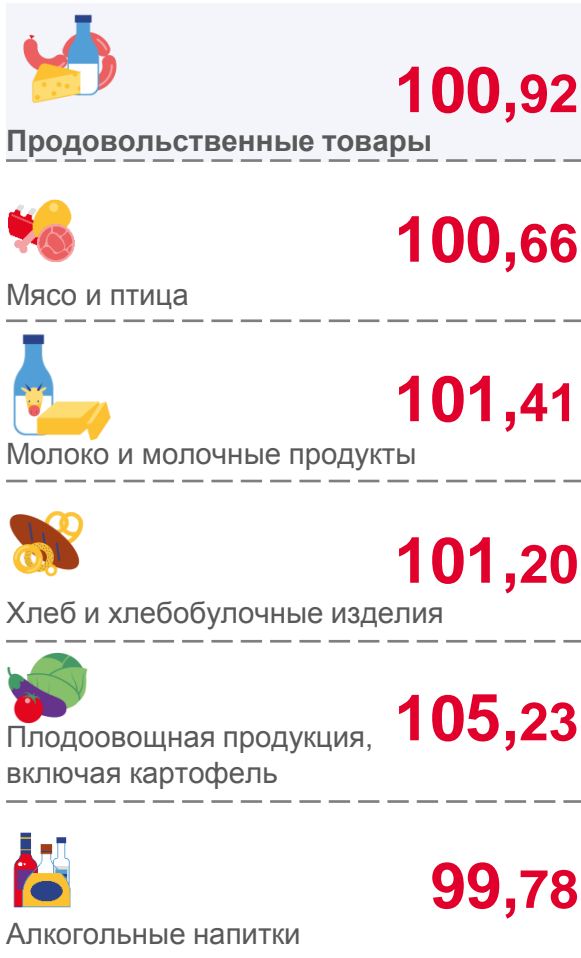 100,92
Продовольственные товары
100,66
Мясо и птица
101,41
Молоко и молочные продукты
101,20
Хлеб и хлебобулочные изделия
105,23
Плодоовощная продукция,
включая картофель
99,78
Алкогольные напитки